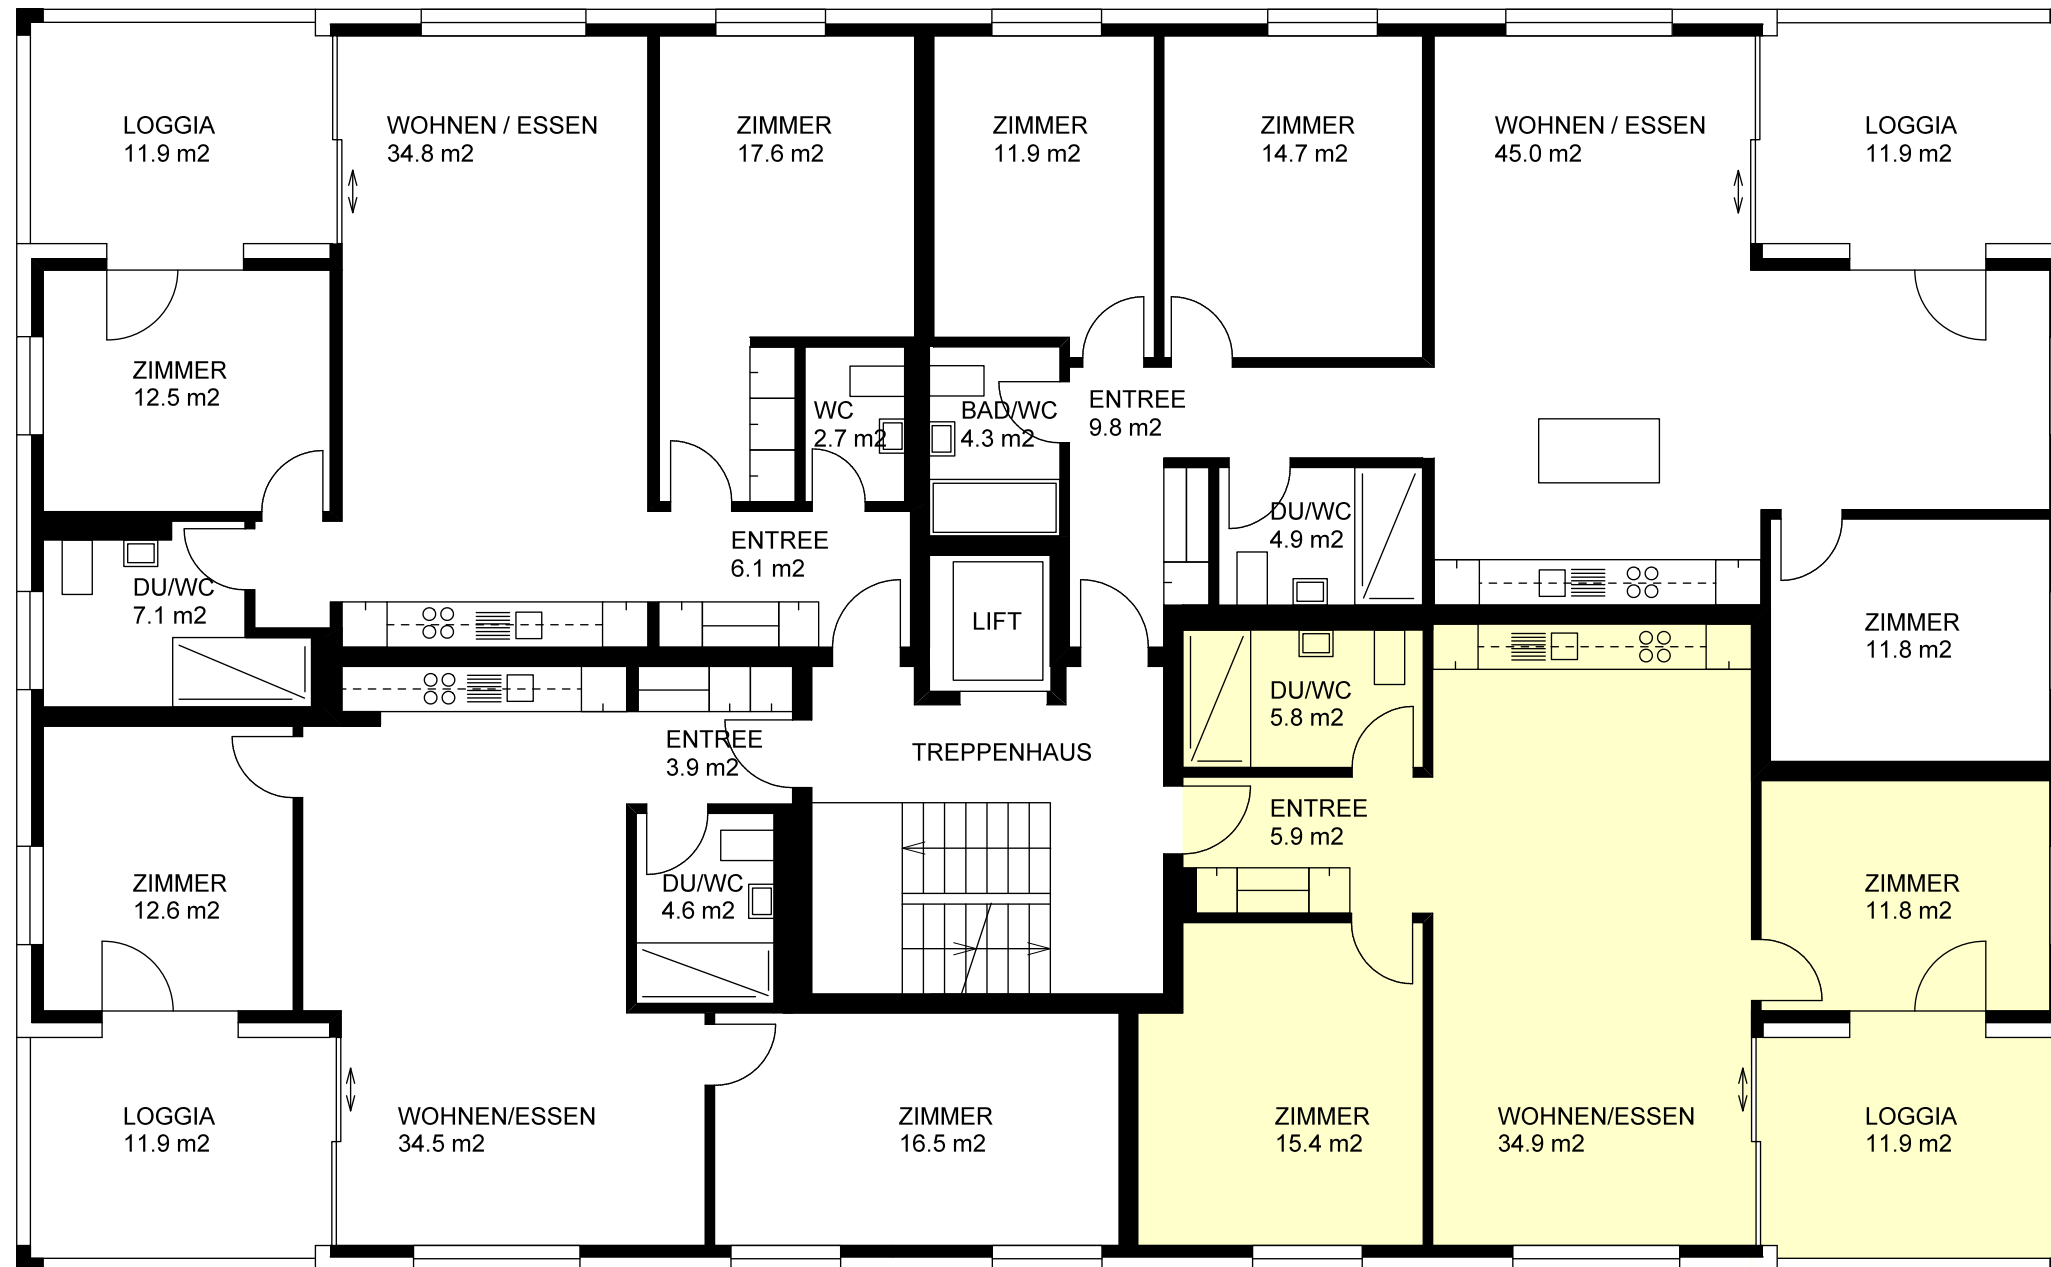 LOGGIA
11.9 m2
WOHNEN / ESSEN
34.8 m2
ZIMMER
17.6 m2
ZIMMER
11.9 m2
ZIMMER
14.7 m2
WOHNEN / ESSEN
45.0 m2
LOGGIA
11.9 m2
ZIMMER
12.5 m2
WC
2.7 m2
BAD/WC
4.3 m2
ENTREE
9.8 m2
DU/WC
4.9 m2
ENTREE
6.1 m2
DU/WC
7.1 m2
LIFT
ZIMMER
11.8 m2
DU/WC
5.8 m2
ENTREE
3.9 m2
TREPPENHAUS
ENTREE
5.9 m2
ZIMMER
12.6 m2
DU/WC
4.6 m2
ZIMMER
11.8 m2
LOGGIA
11.9 m2
WOHNEN/ESSEN
34.5 m2
ZIMMER
16.5 m2
ZIMMER
15.4 m2
WOHNEN/ESSEN
34.9 m2
LOGGIA
11.9 m2